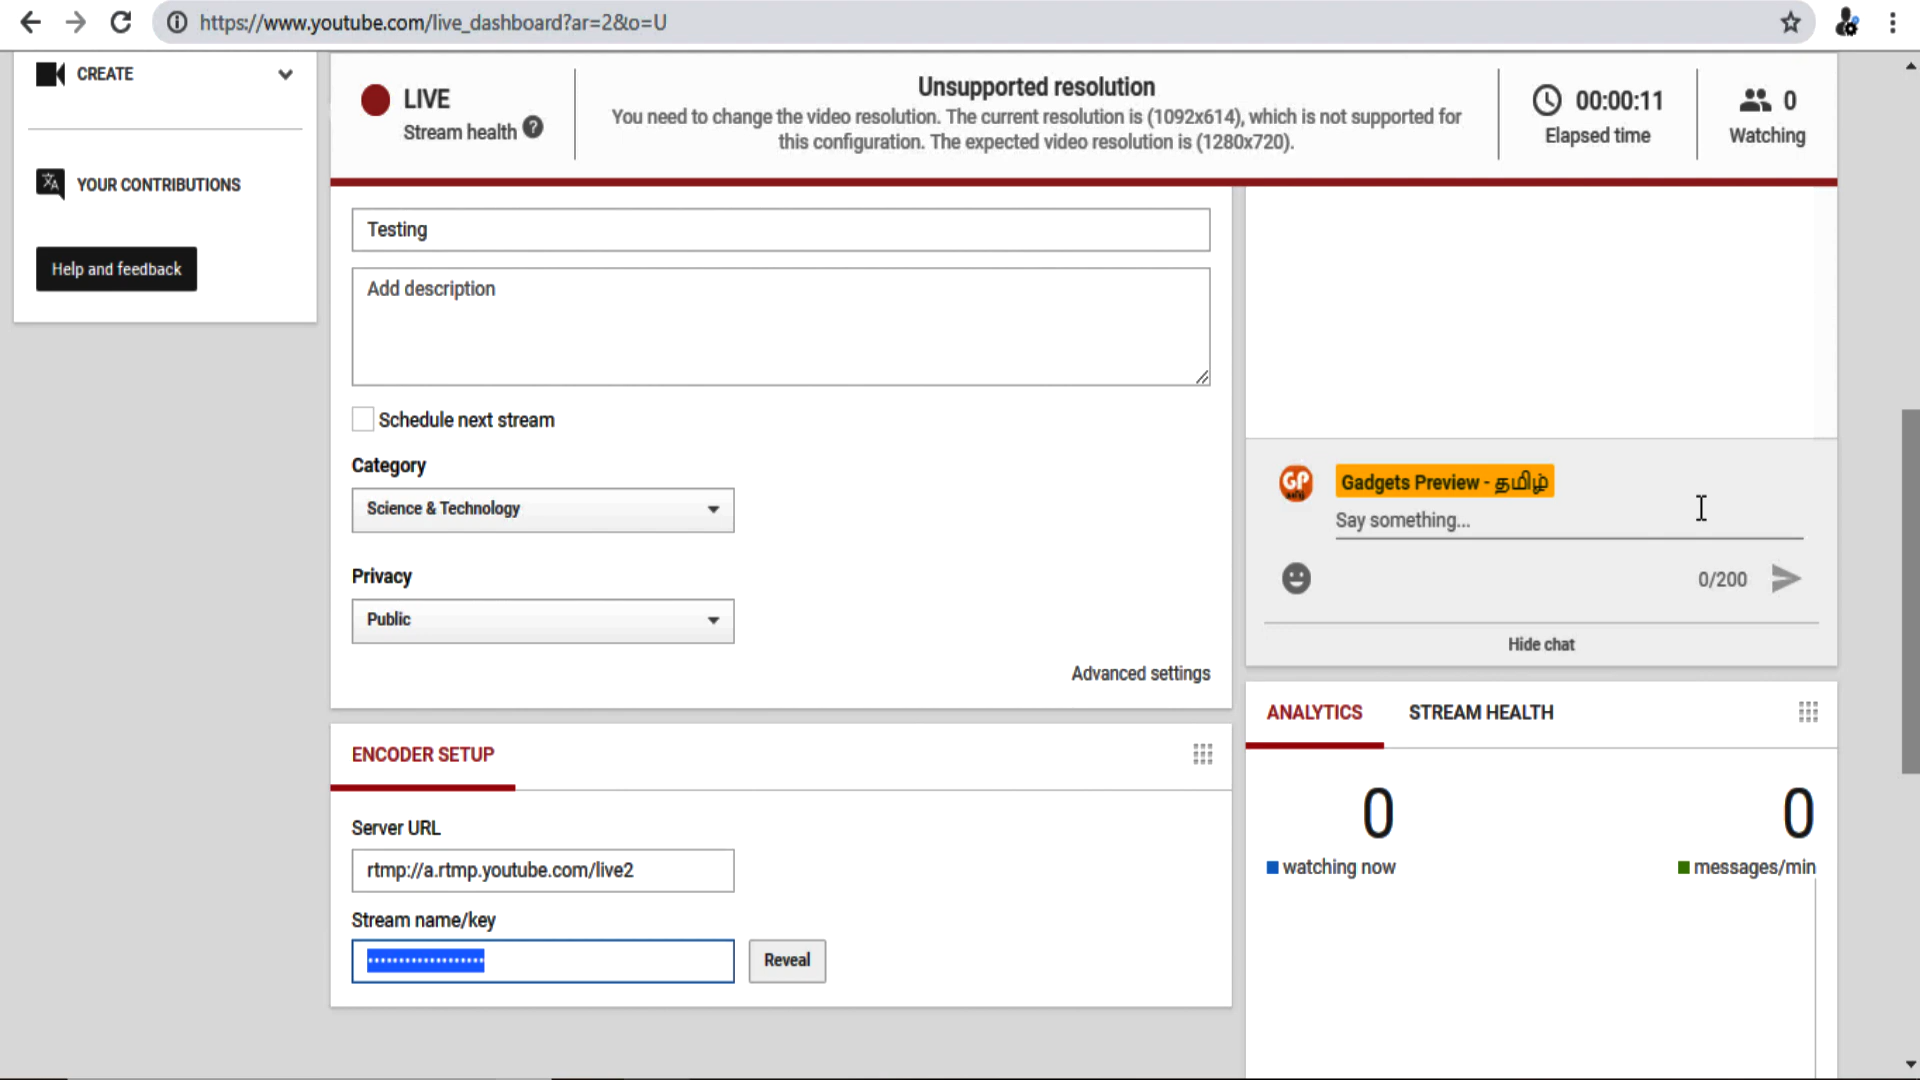 https://www.youtube.com/live_dashboard?ar=2&o=U
CREATE
YOUR CONTRIBUTIONS
Help and feedback
LIVE
Stream health ?
Unsupported resolution
You need to change the video resolution. The current resolution is (1092x614), which is not supported for
this configuration. The expected video resolution is (1280x720).
00:00:11
Elapsed time
0
Watching
Testing
Add description
Schedule next stream
Category
Science & Technology
Privacy
Public
Advanced settings
ENCODER SETUP
Server URL
rtmp://a.rtmp.youtube.com/live2
Stream name/key
•••••••••••••••••••
Reveal
GP
Gadgets Preview - தமிழ்
Say something...
0/200
Hide chat
ANALYTICS
STREAM HEALTH
0
0
watching now
messages/min